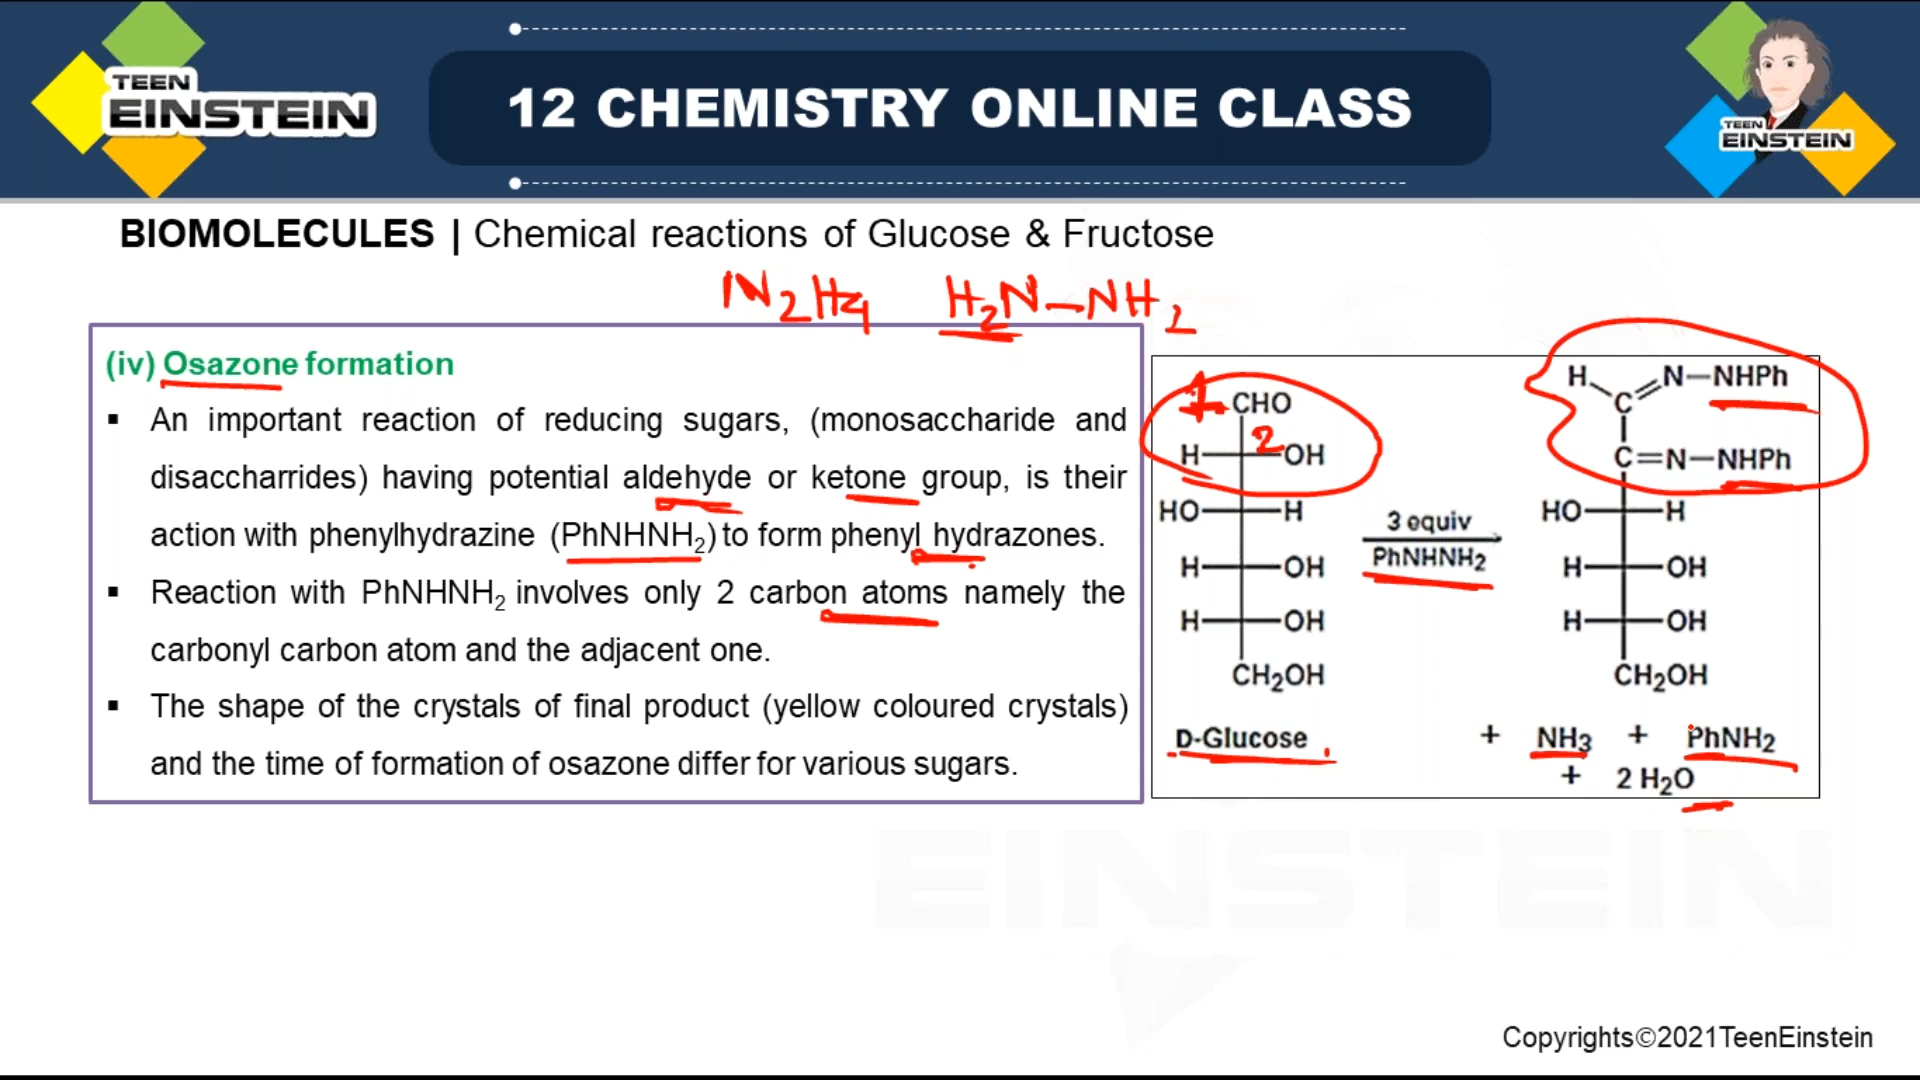 TEEN
EINSTEIN
12 CHEMISTRY ONLINE CLASS
TEEN
EINSTEIN
BIOMOLECULES | Chemical reactions of Glucose & Fructose
N2H4 H2N–NH2
(iv) Osazone formation
▪ An important reaction of reducing sugars, (monosaccharide and
disaccharrides) having potential aldehyde or ketone group, is their
action with phenylhydrazine (PhNHNH2) to form phenyl hydrazones.
▪ Reaction with PhNHNH2 involves only 2 carbon atoms namely the
carbonyl carbon atom and the adjacent one.
▪ The shape of the crystals of final product (yellow coloured crystals)
and the time of formation of osazone differ for various sugars.
1 CHO
2
H OH
HO H
H OH
H OH
CH2OH
D-Glucose
3 equiv
PhNHNH2
H N–NHPh
C
C=N–NHPh
HO H
H OH
H OH
CH2OH
+ NH3 + PhNH2
+ 2 H2O
EINSTEIN
Copyrights©2021TeenEinstein